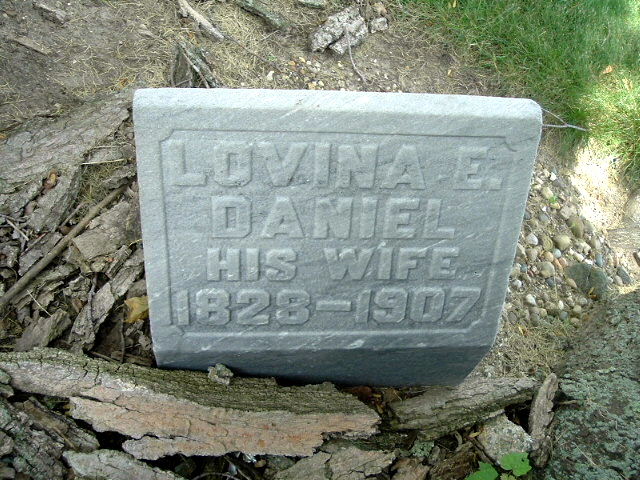 LOVINA E.
DANIEL
HIS WIFE
1828-1907